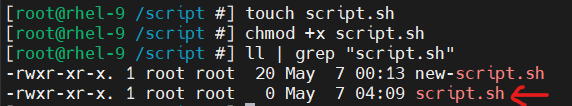 [root@rhel-9 /script #] touch script.sh
[root@rhel-9 /script #] chmod +x script.sh
[root@rhel-9 /script #] ll | grep "script.sh"
-rwxr-xr-x. 1 root root  20 May  7 00:13 new-script.sh
-rwxr-xr-x. 1 root root   0 May  7 04:09 script.sh